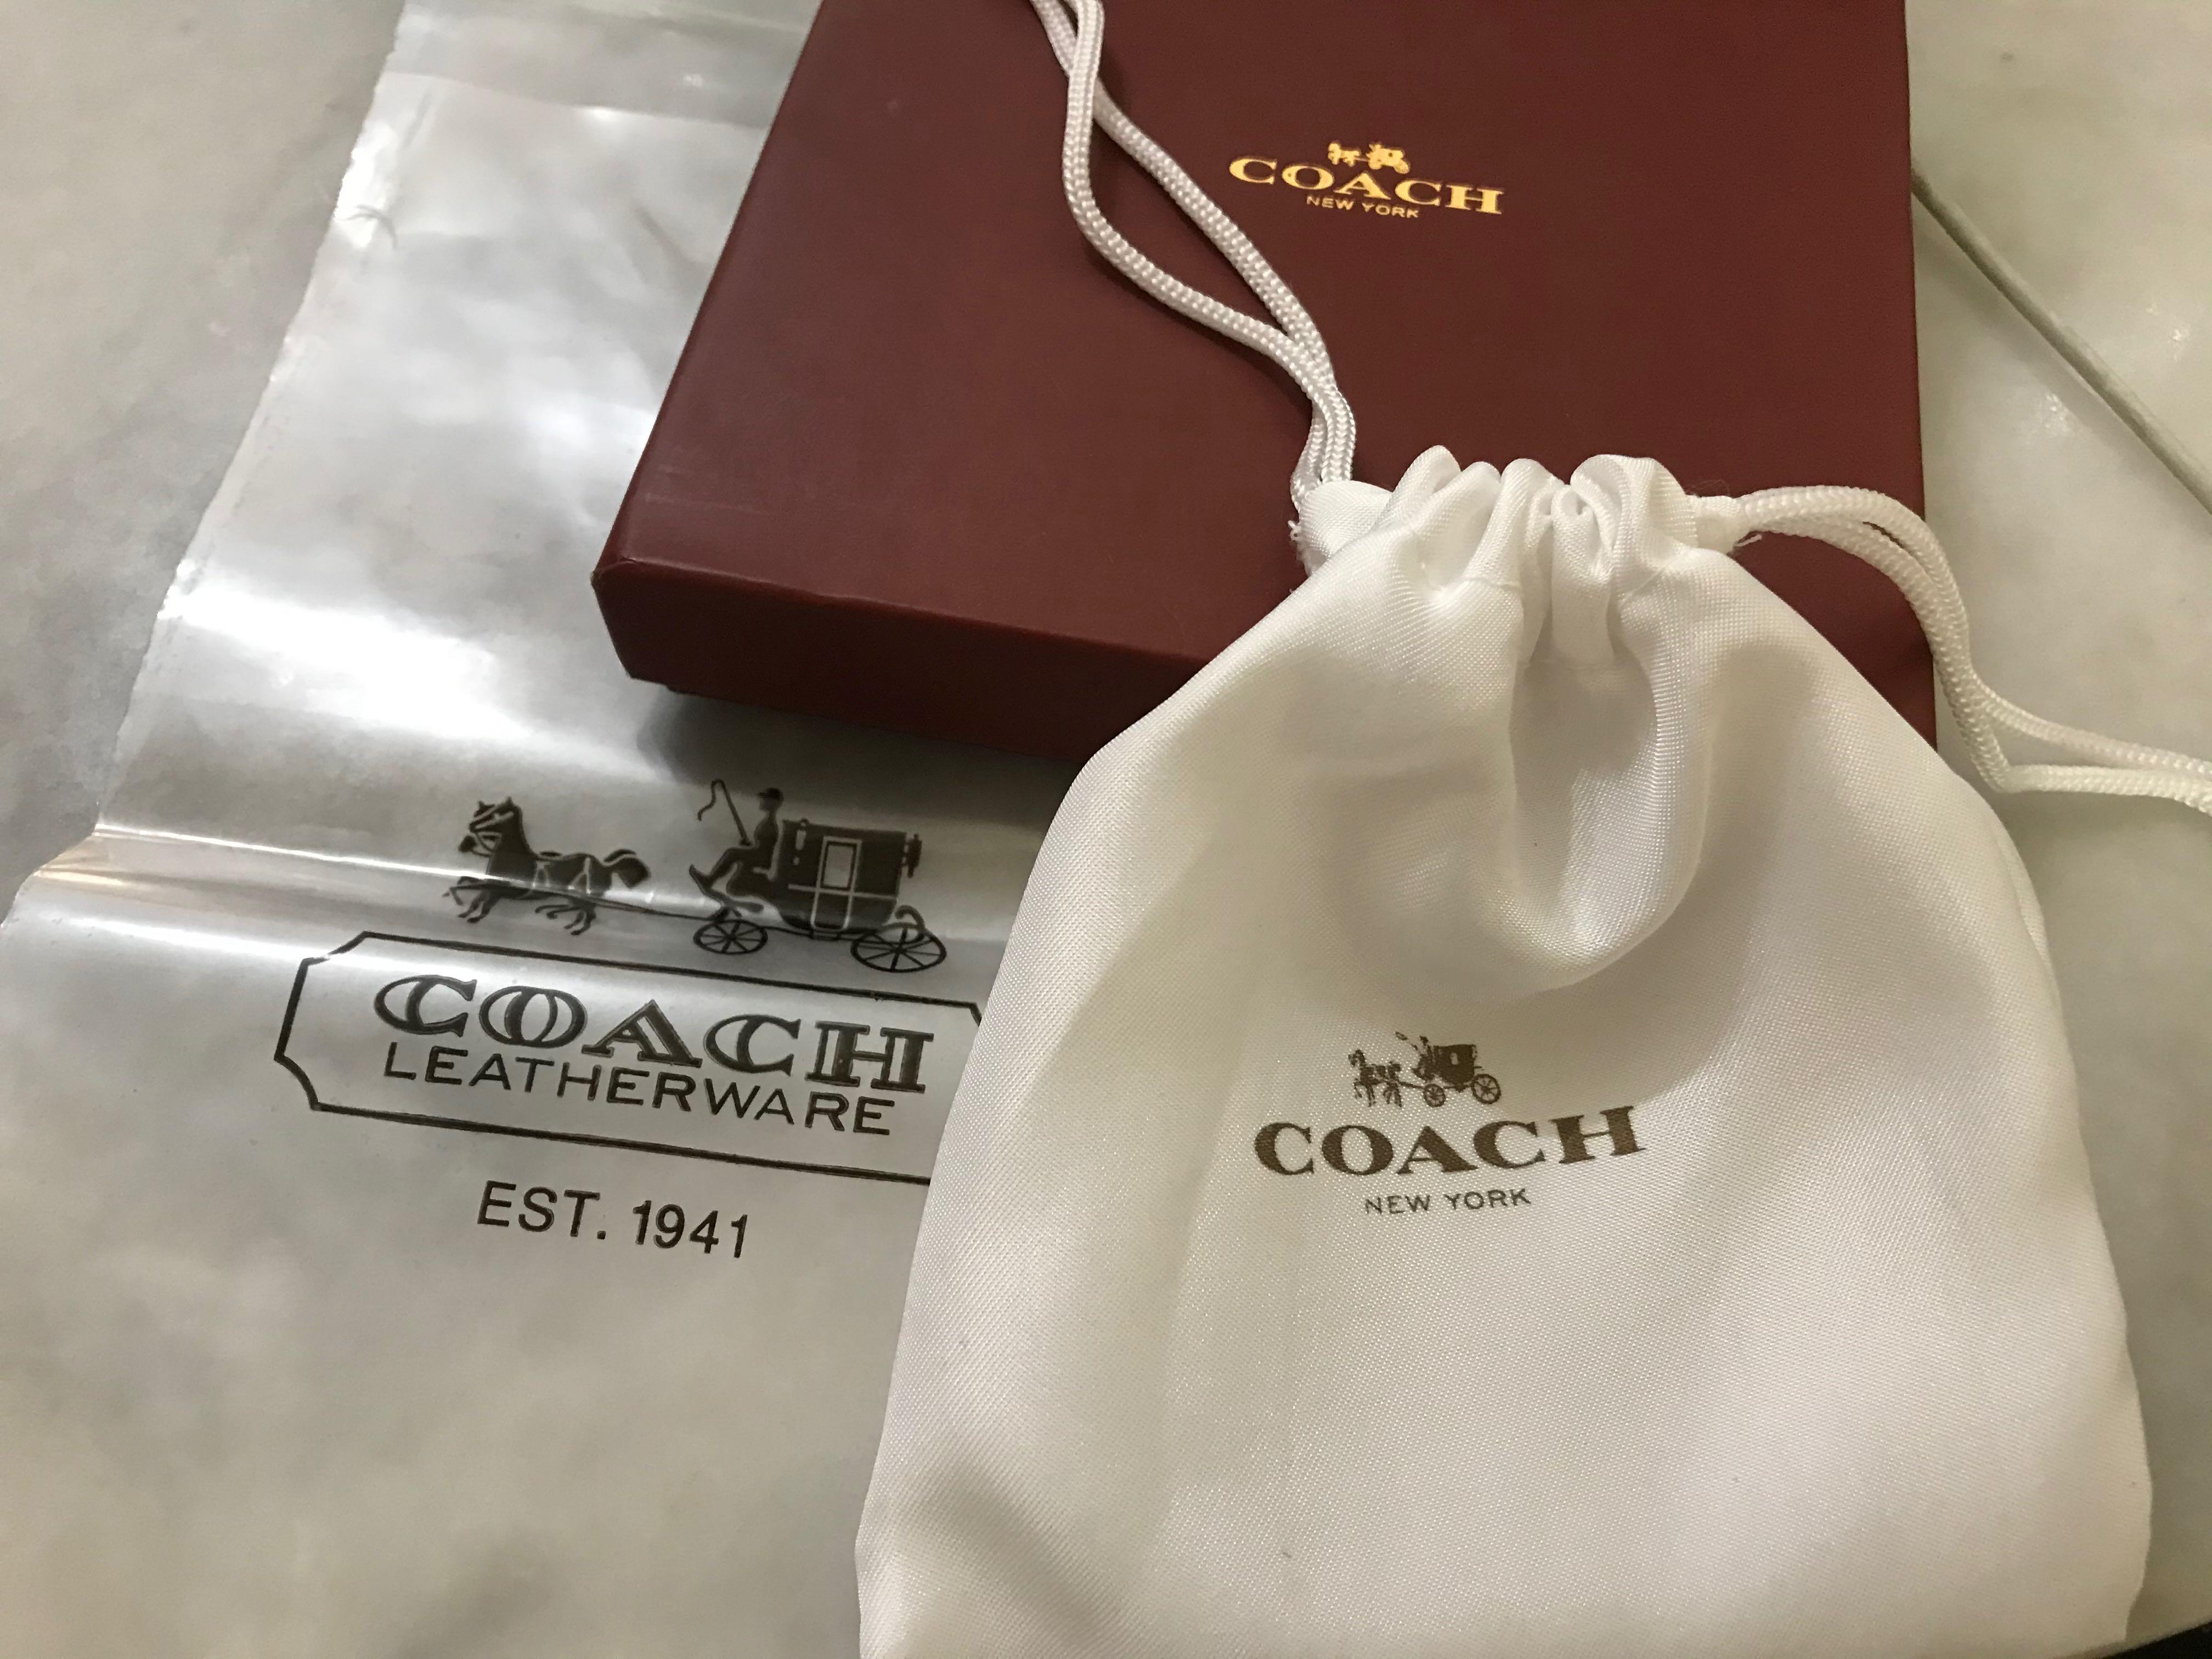 COACH
NEW YORK
COACH
LEATHERWARE
EST. 1941
COACH
NEW YORK